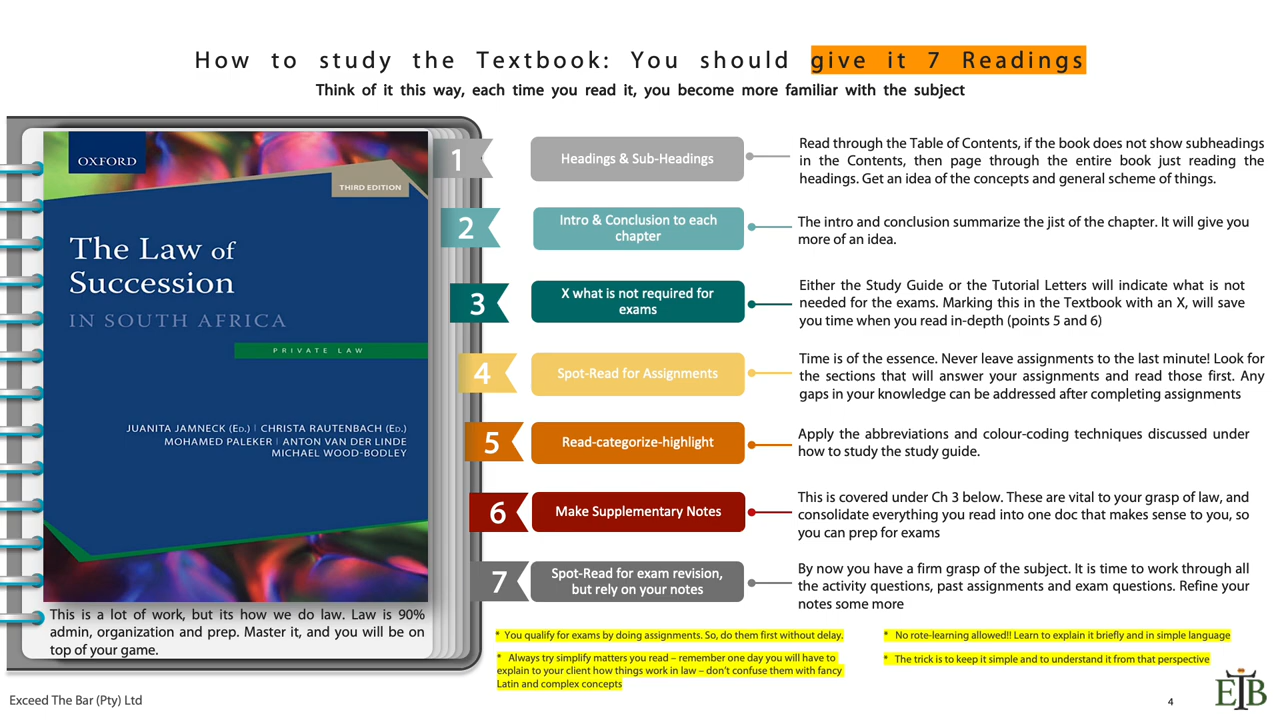 How to study the Textbook: You should give it 7 Readings
Think of it this way, each time you read it, you become more familiar with the subject
OXFORD
THIRD EDITION
The Law of
Succession
IN SOUTH AFRICA
PRIVATE LAW
JUANITA JAMNECK (ED.) | CHRISTA RAUTENBACH (ED.)
MOHAMED PALEKER | ANTON VAN DER LINDE
MICHAEL WOOD-BODLEY
This is a lot of work, but its how we do law. Law is 90%
admin, organization and prep. Master it, and you will be on
top of your game.
1
Headings & Sub-Headings
Read through the Table of Contents, if the book does not show subheadings
in the Contents, then page through the entire book just reading the
headings. Get an idea of the concepts and general scheme of things.
2
Intro & Conclusion to each
chapter
The intro and conclusion summarize the jist of the chapter. It will give you
more of an idea.
3
X what is not required for
exams
Either the Study Guide or the Tutorial Letters will indicate what is not
needed for the exams. Marking this in the Textbook with an X, will save
you time when you read in-depth (points 5 and 6)
4
Spot-Read for Assignments
Time is of the essence. Never leave assignments to the last minute! Look for
the sections that will answer your assignments and read those first. Any
gaps in your knowledge can be addressed after completing assignments
5
Read-categorize-highlight
Apply the abbreviations and colour-coding techniques discussed under
how to study the study guide.
6
Make Supplementary Notes
This is covered under Ch 3 below. These are vital to your grasp of law, and
consolidate everything you read into one doc that makes sense to you, so
you can prep for exams
7
Spot-Read for exam revision,
but rely on your notes
By now you have a firm grasp of the subject. It is time to work through all
the activity questions, past assignments and exam questions. Refine your
notes some more
* You qualify for exams by doing assignments. So, do them first without delay.
* Always try simplify matters you read – remember one day you will have to
explain to your client how things work in law – don't confuse them with fancy
Latin and complex concepts
* No rote-learning allowed!! Learn to explain it briefly and in simple language
* The trick is to keep it simple and to understand it from that perspective
Exceed The Bar (Pty) Ltd
4
ETB